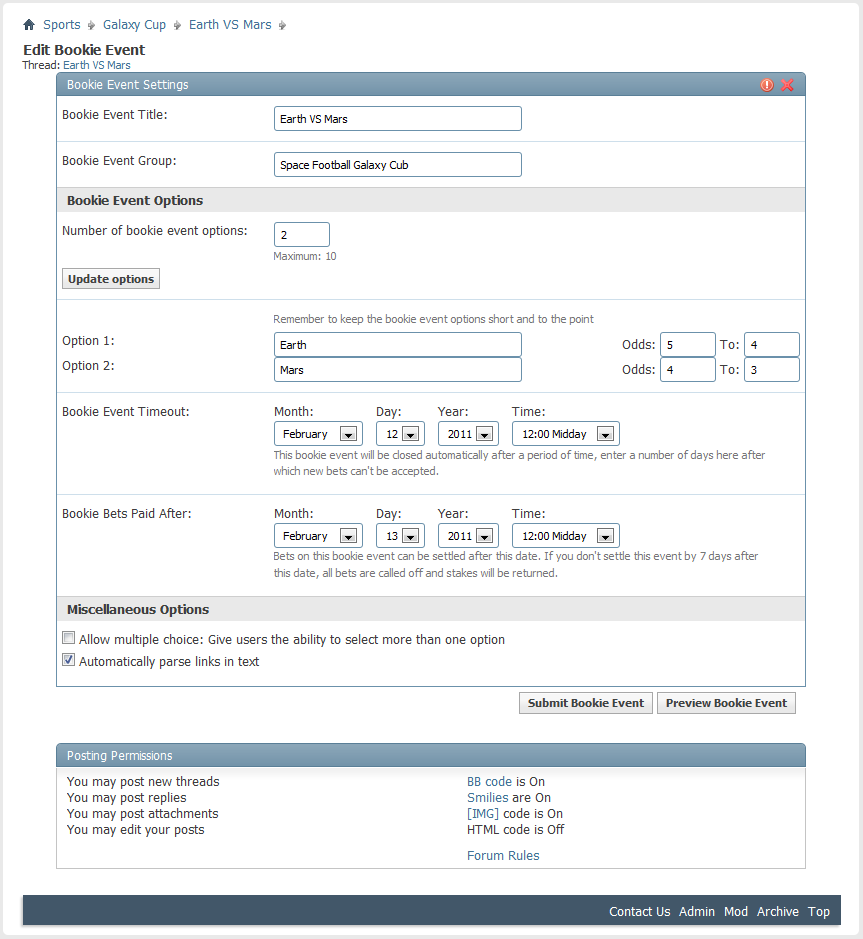 Sports Galaxy Cup Earth VS Mars
Edit Bookie Event
Thread: Earth VS Mars
Bookie Event Settings
Bookie Event Title: Earth VS Mars
Bookie Event Group: Space Football Galaxy Cub
Bookie Event Options
Number of bookie event options: 2
Maximum: 10
Update options
Remember to keep the bookie event options short and to the point
Option 1: Earth Odds: 5 To: 4
Option 2: Mars Odds: 4 To: 3
Bookie Event Timeout: Month: Day: Year: Time:
February 12 2011 12:00 Midday
This bookie event will be closed automatically after a period of time, enter a number of days here after
which new bets can't be accepted.
Bookie Bets Paid After: Month: Day: Year: Time:
February 13 2011 12:00 Midday
Bets on this bookie event can be settled after this date. If you don't settle this event by 7 days after
this date, all bets are called off and stakes will be returned.
Miscellaneous Options
Allow multiple choice: Give users the ability to select more than one option
Automatically parse links in text
Submit Bookie Event Preview Bookie Event
Posting Permissions
You may post new threads
You may post replies
You may post attachments
You may edit your posts
BB code is On
Smilies are On
[IMG] code is On
HTML code is Off
Forum Rules
Contact Us Admin Mod Archive Top